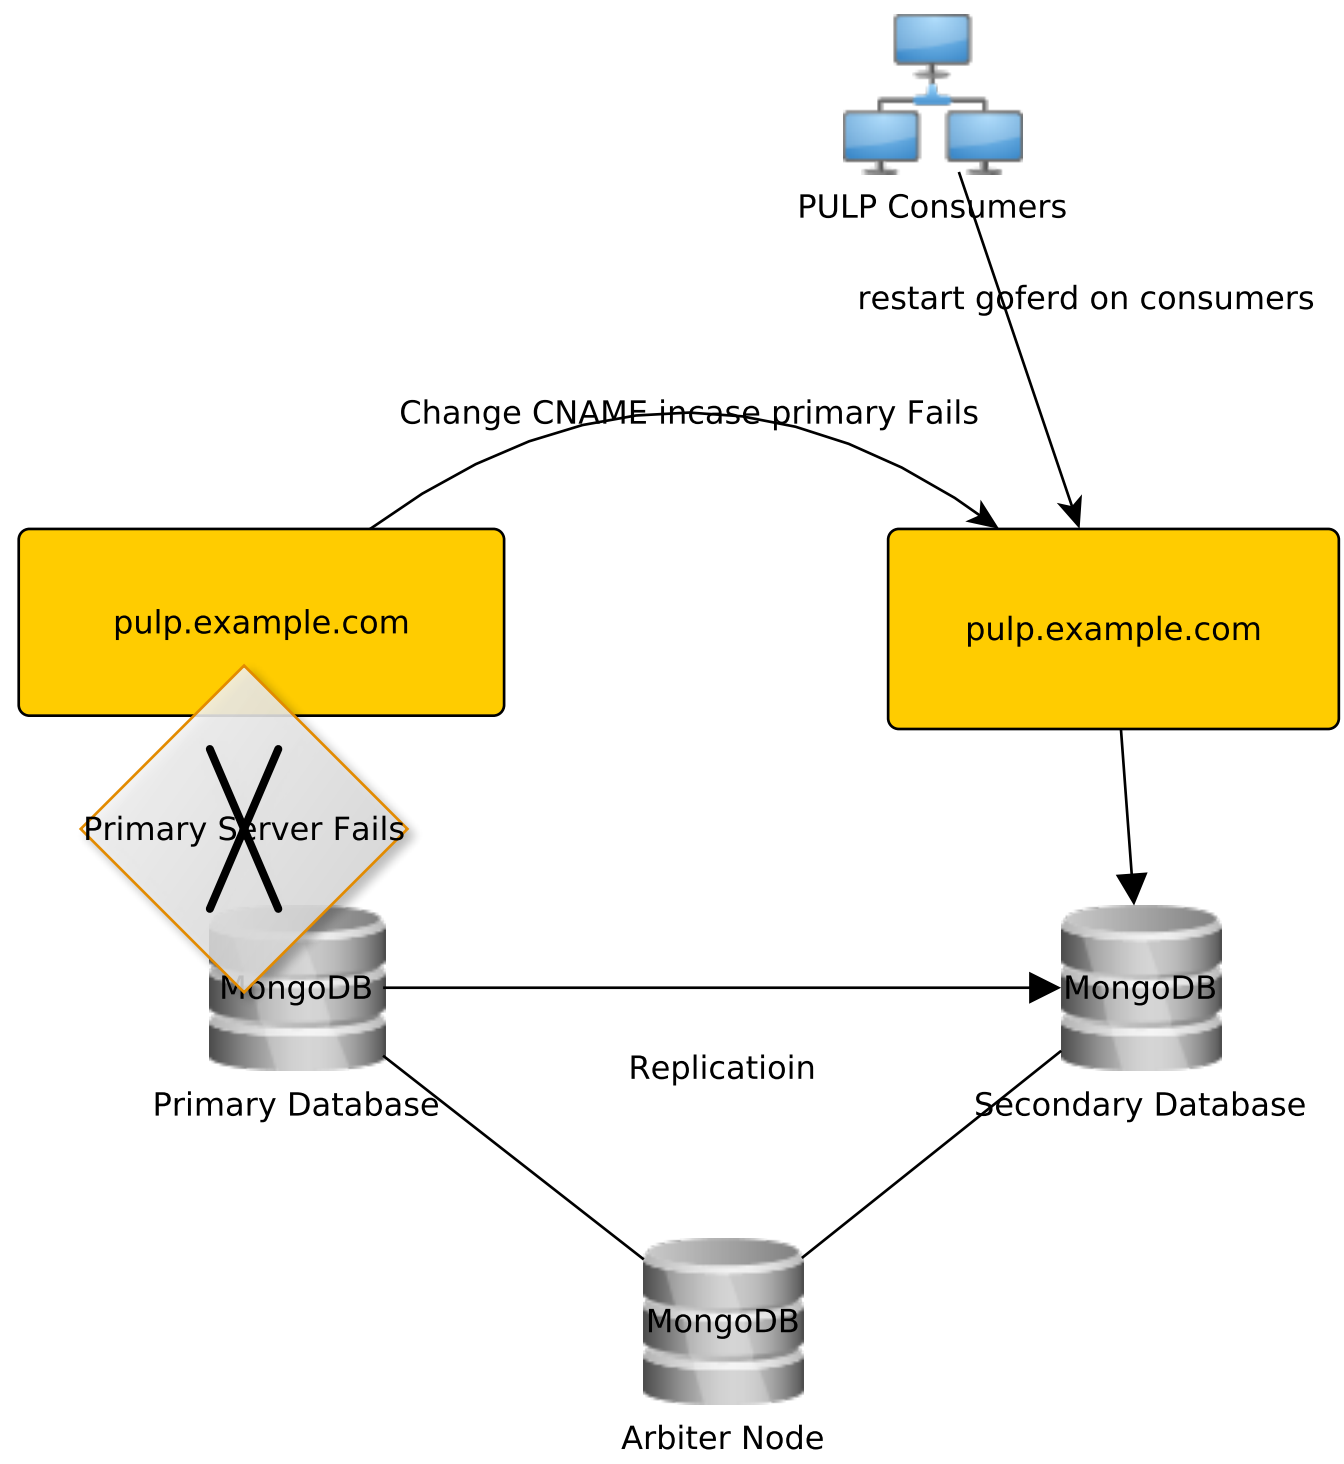 PULP Consumers
restart goferd on consumers
Change CNAME incase primary Fails
pulp.example.com
pulp.example.com
Primary Server Fails
X
MongoDB
MongoDB
Replicatioin
Primary Database
Secondary Database
MongoDB
Arbiter Node